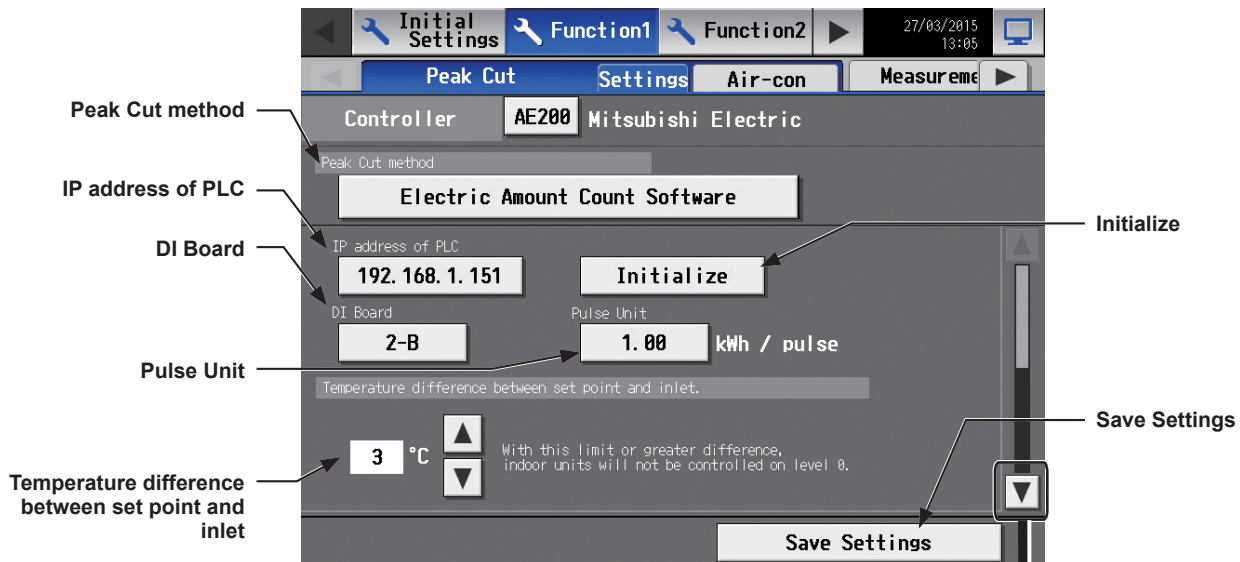 Initial
Settings
Function1
Function2
27/03/2015
13:05
Peak Cut
Settings
Air-con
Measureme
Controller
AE200
Mitsubishi Electric
Peak Cut method
Peak Cut method
Electric Amount Count Software
IP address of PLC
IP address of PLC
192.168.1.151
Initialize
Initialize
DI Board
DI Board
Pulse Unit
2-B
1.00
kWh / pulse
Pulse Unit
Temperature difference between set point and inlet.
3
°C
With this limit or greater difference,
indoor units will not be controlled on level 0.
Temperature difference
between set point and
inlet
Save Settings
Save Settings